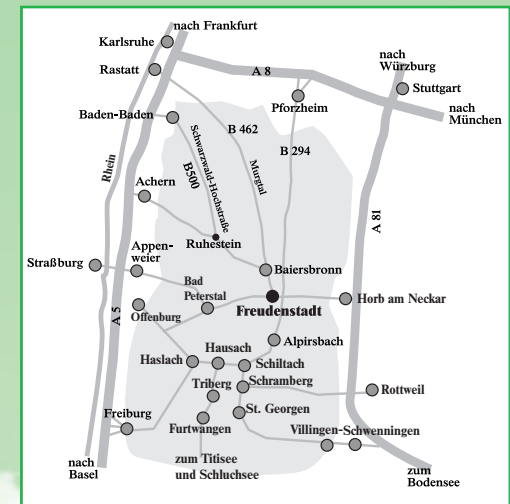 nach Frankfurt
Karlsruhe
Rastatt
A 8
nach
Würzburg
Stuttgart
nach
München
Pforzheim
Baden-Baden
B 462
B 294
Schwarzwald-Hochstraße
B500
Murgtal
Rhein
Achern
A 81
Ruhestein
Appen-
weier
Straßburg
Baiersbronn
Bad
Peterstal
Freudenstadt
Horb am Neckar
A 5
Offenburg
Alpirsbach
Hausach
Haslach
Schiltach
Triberg
Schramberg
Rottweil
St. Georgen
Freiburg
Furtwangen
Villingen-Schwenningen
nach
Basel
zum Titisee
und Schluchsee
zum
Bodensee